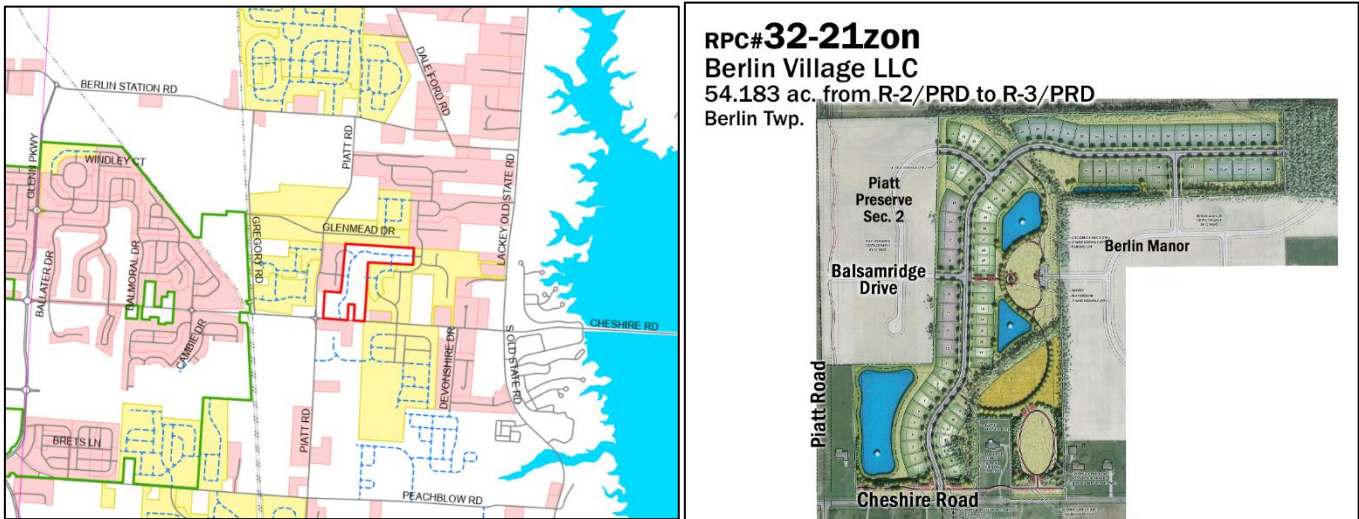 BERLIN STATION RD
DALE FORD RD
PIATT RD
GLENN PKWY
WINDLEY CT
LACKEY OLD STATE RD
GREGORY RD
GLENMEAD DR
BALLATER DR
BALMORAL DR
CHESHIRE RD
CAMBIE DR
DEVONSHIRE DR
S OLD STATE RD
PIATT RD
BRETS LN
PEACHBLOW RD
RPC#32-21zon
Berlin Village LLC
54.183 ac. from R-2/PRD to R-3/PRD
Berlin Twp.
Piatt
Preserve
Sec. 2
Balsamridge
Drive
Berlin Manor
Piatt Road
Cheshire Road